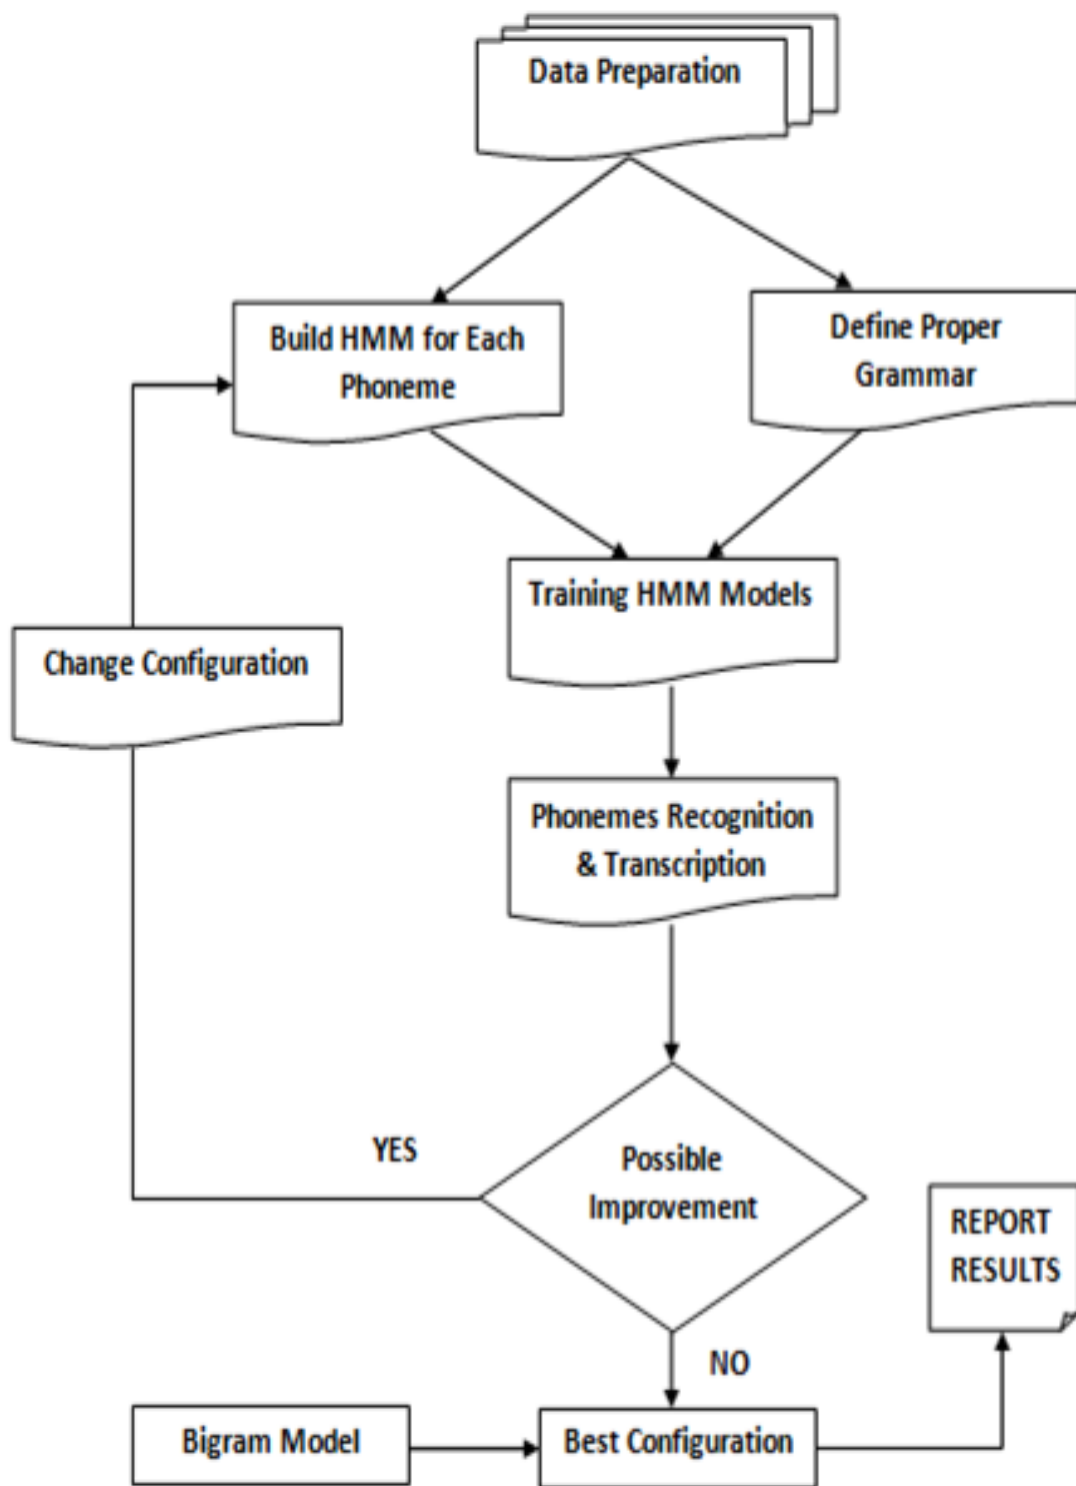 Data Preparation
Build HMM for Each
Phoneme
Define Proper
Grammar
Training HMM Models
Change Configuration
Phonemes Recognition
& Transcription
YES
Possible
Improvement
REPORT
RESULTS
NO
Bigram Model
Best Configuration